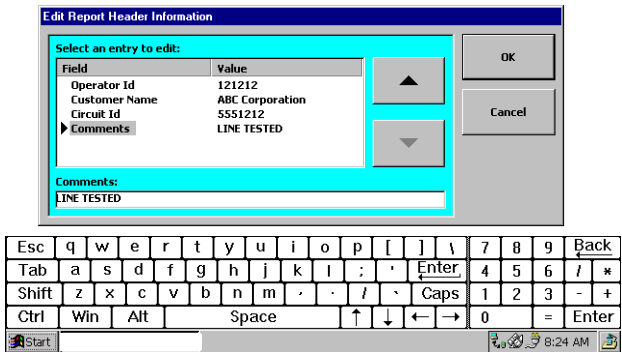 Edit Report Header Information
Select an entry to edit:
Field Value
Operator Id 121212
Customer Name ABC Corporation
Circuit Id 5551212
Comments LINE TESTED
OK
Cancel
Comments:
LINE TESTED
Esc q w e r t y u i o p [ ] \ 7 8 9 Back
Tab a s d f g h j k l ; ' Enter 4 5 6 / *
Shift z x c v b n m , . / ` Caps 1 2 3 - +
Ctrl Win Alt Space ↑ ↓ ← → 0 = Enter
Start 8:24 AM